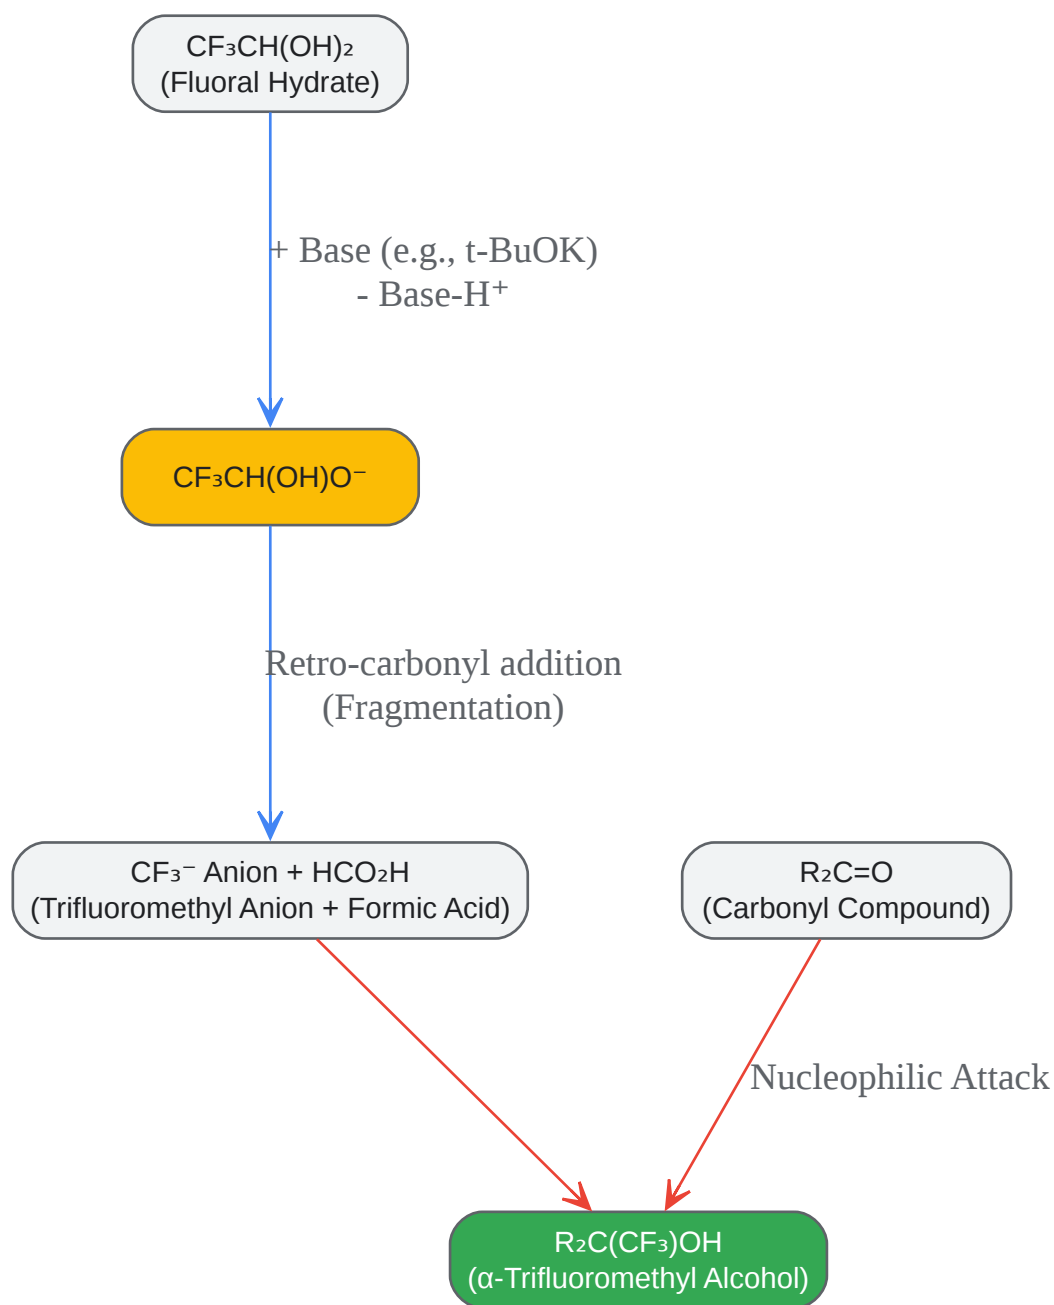 CF₃CH(OH)₂
(Fluoral Hydrate)
+ Base (e.g., t-BuOK)
- Base-H⁺
CF₃CH(OH)O⁻
Retro-carbonyl addition
(Fragmentation)
CF₃⁻ Anion + HCO₂H
(Trifluoromethyl Anion + Formic Acid)
R₂C=O
(Carbonyl Compound)
Nucleophilic Attack
R₂C(CF₃)OH
(α-Trifluoromethyl Alcohol)